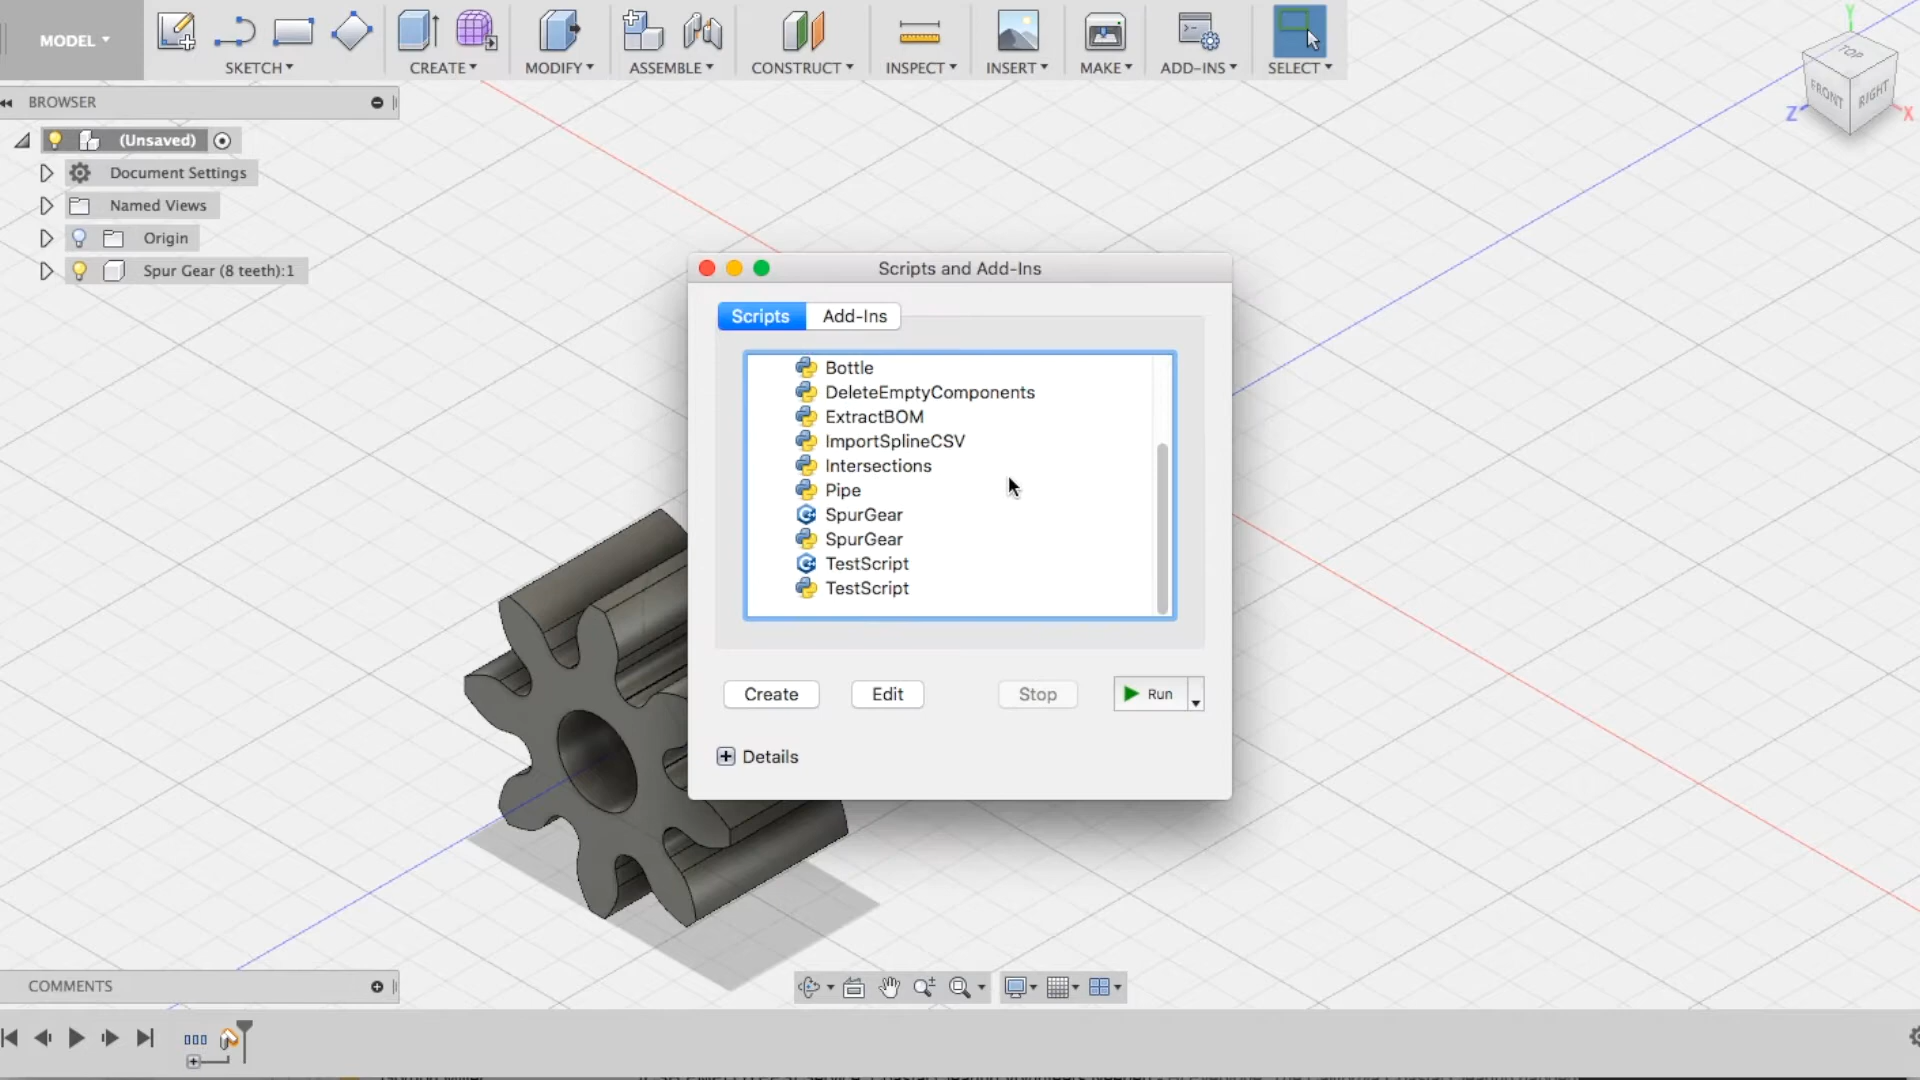 MODEL
SKETCH
CREATE
MODIFY
ASSEMBLE
CONSTRUCT
INSPECT
INSERT
MAKE
ADD-INS
SELECT
TOP
FRONT
RIGHT
Y
Z
X
BROWSER
(Unsaved)
Document Settings
Named Views
Origin
Spur Gear (8 teeth):1
Scripts and Add-Ins
Scripts
Add-Ins
Bottle
DeleteEmptyComponents
ExtractBOM
ImportSplineCSV
Intersections
Pipe
SpurGear
SpurGear
TestScript
TestScript
Create
Edit
Stop
Run
Details
COMMENTS